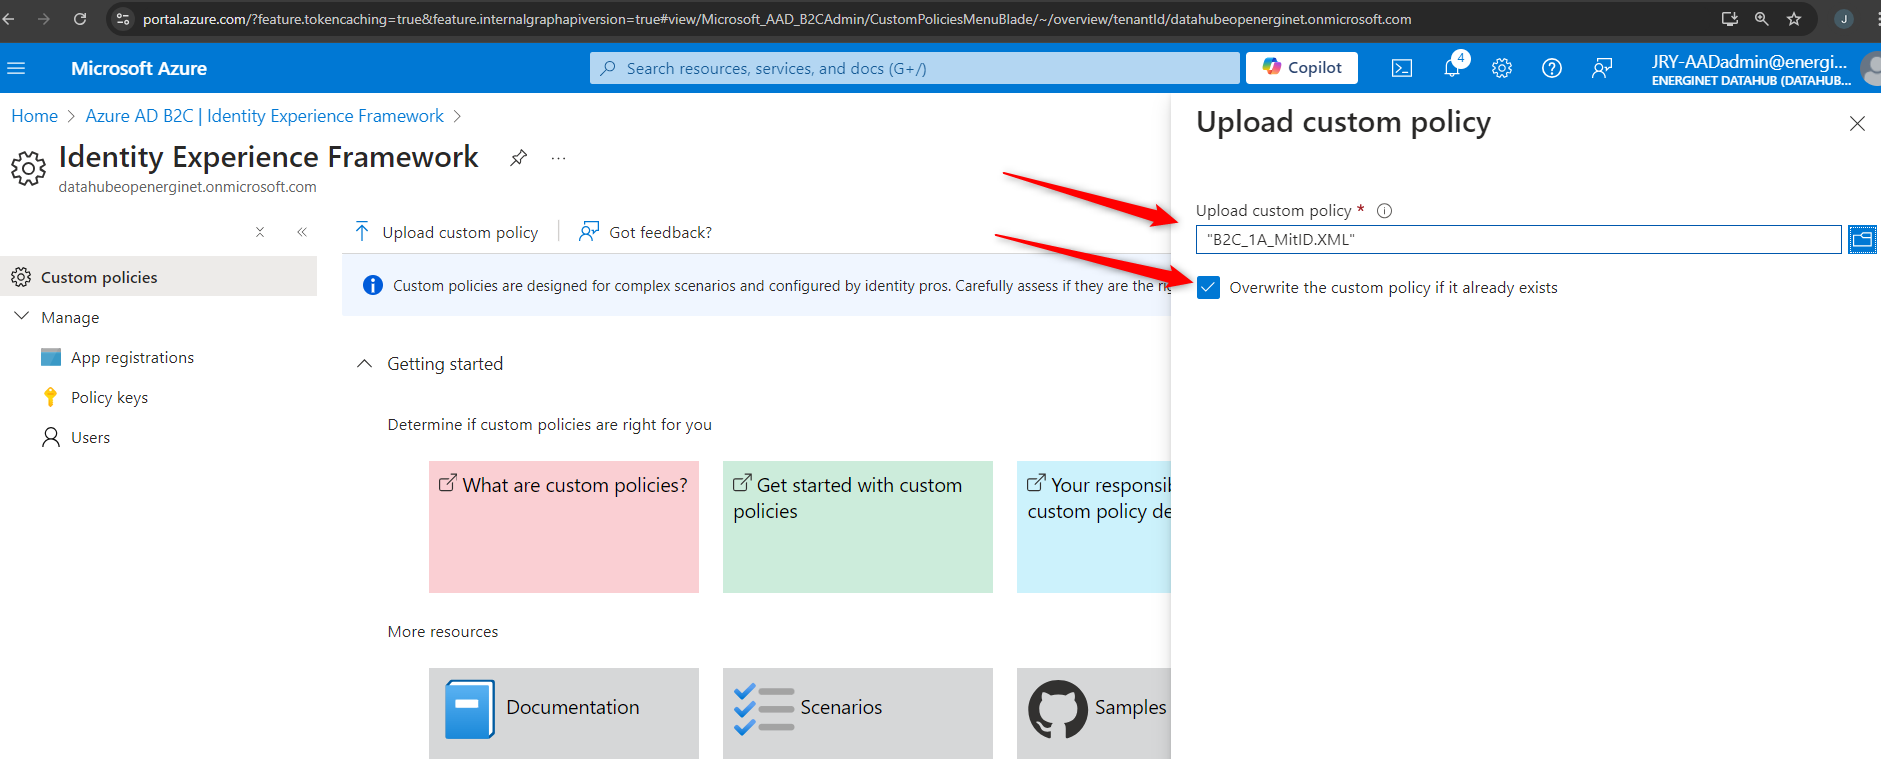 portal.azure.com/?feature.tokencaching=true&feature.internalgraphapiversion=true#view/Microsoft_AAD_B2CAdmin/CustomPoliciesMenuBlade/~/overview/tenantId/datahubeopenerginet.onmicrosoft.com
J
Microsoft Azure
Search resources, services, and docs (G+/)
Copilot
4
JRY-AADadmin@energi...
ENERGINET DATAHUB (DATAHUB...
Home > Azure AD B2C | Identity Experience Framework >
Identity Experience Framework
...
datahubeopenerginet.onmicrosoft.com
Upload custom policy
Got feedback?
Custom policies
Manage
App registrations
Policy keys
Users
Custom policies are designed for complex scenarios and configured by identity pros. Carefully assess if they are the rig
Getting started
Determine if custom policies are right for you
What are custom policies?
Get started with custom
policies
Your responsib
custom policy de
More resources
Documentation
Scenarios
Samples
Upload custom policy
Upload custom policy *
"B2C_1A_MitID.XML"
Overwrite the custom policy if it already exists